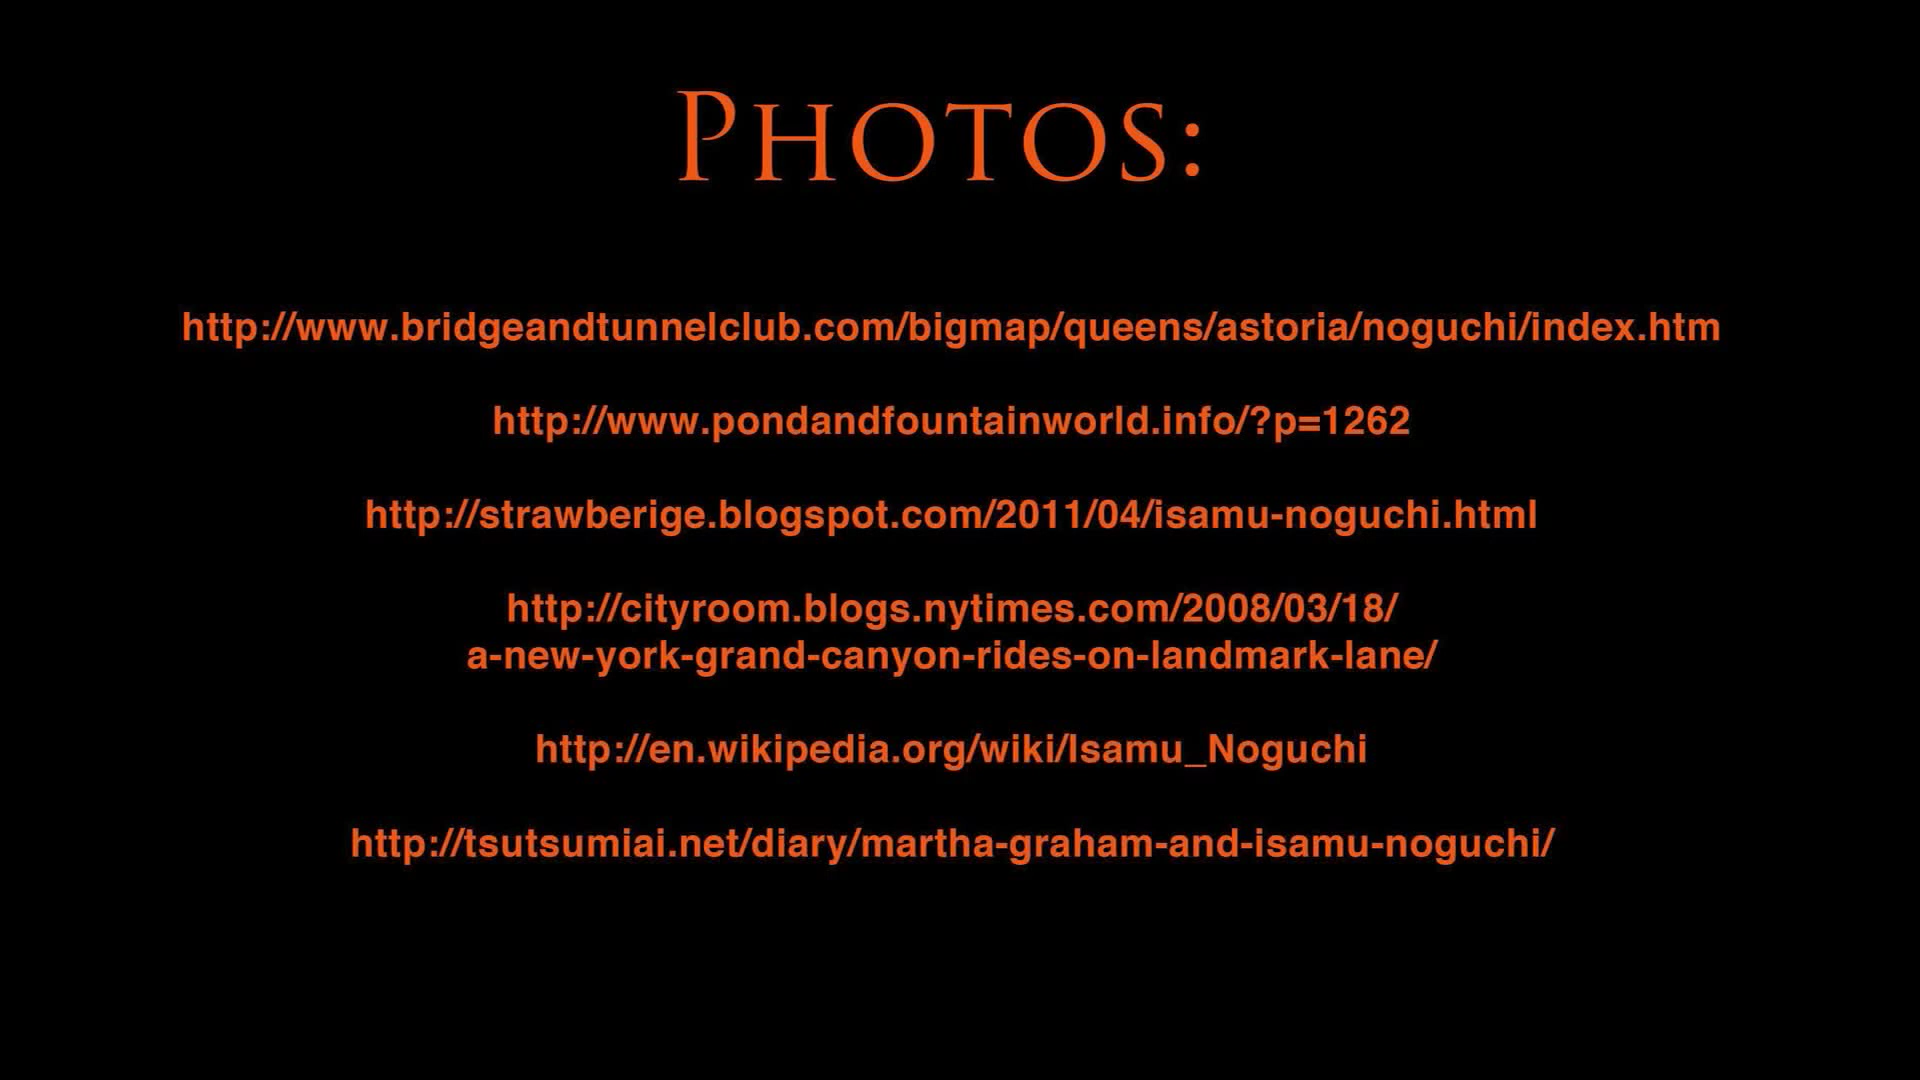 PHOTOS:
http://www.bridgeandtunnelclub.com/bigmap/queens/astoria/noguchi/index.htm
http://www.pondandfountainworld.info/?p=1262
http://strawberige.blogspot.com/2011/04/isamu-noguchi.html
http://cityroom.blogs.nytimes.com/2008/03/18/
a-new-york-grand-canyon-rides-on-landmark-lane/
http://en.wikipedia.org/wiki/Isamu_Noguchi
http://tsutsumiai.net/diary/martha-graham-and-isamu-noguchi/